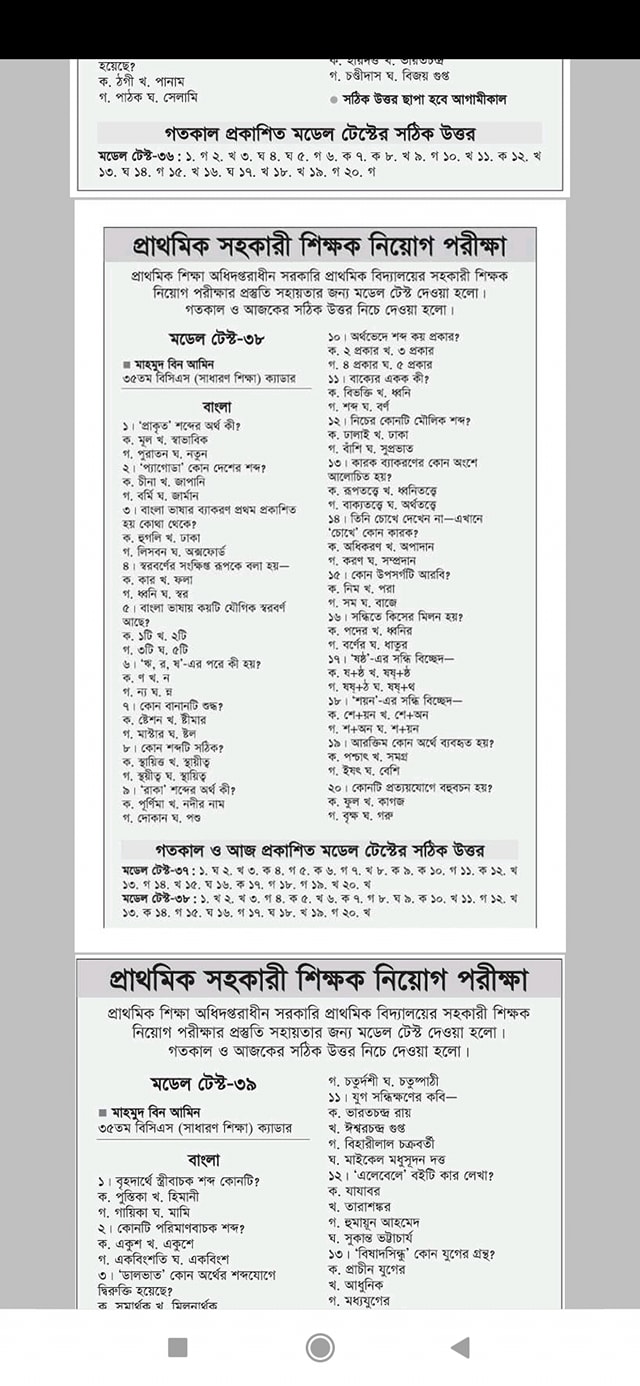 হয়েছে?
ক. ঠগী খ. পানাম
গ. পাঠক ঘ. সেলামি
গ. চণ্ডীদাস ঘ. বিজয় গুপ্ত
● সঠিক উত্তর ছাপা হবে আগামীকাল
গতকাল প্রকাশিত মডেল টেস্টের সঠিক উত্তর
মডেল টেস্ট-৩৬ : ১. গ ২. খ ৩. ঘ ৪. ঘ ৫. গ ৬. ক ৭. ক ৮. খ ৯. গ ১০. খ ১১. ক ১২. খ
১৩. ঘ ১৪. গ ১৫. খ ১৬. ঘ ১৭. খ ১৮. খ ১৯. গ ২০. গ
প্রাথমিক সহকারী শিক্ষক নিয়োগ পরীক্ষা
প্রাথমিক শিক্ষা অধিদপ্তরাধীন সরকারি প্রাথমিক বিদ্যালয়ের সহকারী শিক্ষক
নিয়োগ পরীক্ষার প্রস্তুতি সহায়তার জন্য মডেল টেস্ট দেওয়া হলো।
গতকাল ও আজকের সঠিক উত্তর নিচে দেওয়া হলো।
মডেল টেস্ট-৩৮
■ মাহমুদ বিন আমিন
৩৫তম বিসিএস (সাধারণ শিক্ষা) ক্যাডার
বাংলা
১। ‘প্রাকৃত’ শব্দের অর্থ কী?
ক. মূল খ. স্বাভাবিক
গ. পুরাতন ঘ. নতুন
২। ‘প্যাগোডা’ কোন দেশের শব্দ?
ক. চীনা খ. জাপানি
গ. বর্মি ঘ. জার্মান
৩। বাংলা ভাষার ব্যাকরণ প্রথম প্রকাশিত
হয় কোথা থেকে?
ক. হুগলি খ. ঢাকা
গ. লিসবন ঘ. অক্সফোর্ড
৪। স্বরবর্ণের সংক্ষিপ্ত রূপকে বলা হয়—
ক. কার খ. ফলা
গ. ধ্বনি ঘ. স্বর
৫। বাংলা ভাষায় কয়টি যৌগিক স্বরবর্ণ
আছে?
ক. ১টি খ. ২টি
গ. ৩টি ঘ. ৫টি
৬। ‘ঋ, র, ষ’-এর পরে কী হয়?
ক. ণ খ. ন
গ. ন্য ঘ. ন্ন
৭। কোন বানানটি শুদ্ধ?
ক. ষ্টেশন খ. ষ্টীমার
গ. মাস্টার ঘ. ষ্টল
৮। কোন শব্দটি সঠিক?
ক. স্থায়িত্ত খ. স্থায়ীত্ব
গ. স্থয়ীত্ব ঘ. স্থায়িত্ব
৯। ‘রাকা’ শব্দের অর্থ কী?
ক. পূর্ণিমা খ. নদীর নাম
গ. দোকান ঘ. পশু
১০। অর্থভেদে শব্দ কয় প্রকার?
ক. ২ প্রকার খ. ৩ প্রকার
গ. ৪ প্রকার ঘ. ৫ প্রকার
১১। বাক্যের একক কী?
ক. বিভক্তি খ. ধ্বনি
গ. শব্দ ঘ. বর্ণ
১২। নিচের কোনটি মৌলিক শব্দ?
ক. ঢালাই খ. ঢাকা
গ. বাঁশি ঘ. সুপ্রভাত
১৩। কারক ব্যাকরণের কোন অংশে
আলোচিত হয়?
ক. রূপতত্ত্বে খ. ধ্বনিতত্ত্বে
গ. বাক্যতত্ত্বে ঘ. অর্থতত্ত্বে
১৪। তিনি চোখে দেখেন না—এখানে
‘চোখে’ কোন কারক?
ক. অধিকরণ খ. অপাদান
গ. করণ ঘ. সম্প্রদান
১৫। কোন উপসর্গটি আরবি?
ক. নিম খ. পরা
গ. সম ঘ. বাজে
১৬। সন্ধিতে কিসের মিলন হয়?
ক. পদের খ. ধ্বনির
গ. বর্ণের ঘ. ধাতুর
১৭। ‘ষষ্ঠ’-এর সন্ধি বিচ্ছেদ—
ক. ষ+ষ্ঠ খ. ষষ্+ষ্ঠ
গ. ষষ্+ঠ ঘ. ষষ্+থ
১৮। ‘শয়ন’-এর সন্ধি বিচ্ছেদ—
ক. শে+য়ন খ. শে+অন
গ. শ+অন ঘ. শ+য়ন
১৯। আরক্তিম কোন অর্থে ব্যবহৃত হয়?
ক. পশ্চাৎ খ. সমগ্র
গ. ইষৎ ঘ. বেশি
২০। কোনটি প্রত্যয়যোগে বহুবচন হয়?
ক. ফুল খ. কাগজ
গ. বৃক্ষ ঘ. গরু
গতকাল ও আজ প্রকাশিত মডেল টেস্টের সঠিক উত্তর
মডেল টেস্ট-৩৭ : ১. ঘ ২. খ ৩. ক ৪. গ ৫. ক ৬. গ ৭. খ ৮. ক ৯. ক ১০. গ ১১. ক ১২. খ
১৩. গ ১৪. খ ১৫. ঘ ১৬. ক ১৭. গ ১৮. গ ১৯. খ ২০. খ
মডেল টেস্ট-৩৮ : ১. খ ২. খ ৩. গ ৪. ক ৫. খ ৬. ক ৭. গ ৮. ঘ ৯. ক ১০. খ ১১. গ ১২. খ
১৩. ক ১৪. গ ১৫. ঘ ১৬. গ ১৭. ঘ ১৮. খ ১৯. গ ২০. খ
প্রাথমিক সহকারী শিক্ষক নিয়োগ পরীক্ষা
প্রাথমিক শিক্ষা অধিদপ্তরাধীন সরকারি প্রাথমিক বিদ্যালয়ের সহকারী শিক্ষক
নিয়োগ পরীক্ষার প্রস্তুতি সহায়তার জন্য মডেল টেস্ট দেওয়া হলো।
গতকাল ও আজকের সঠিক উত্তর নিচে দেওয়া হলো।
মডেল টেস্ট-৩৯
■ মাহমুদ বিন আমিন
৩৫তম বিসিএস (সাধারণ শিক্ষা) ক্যাডার
বাংলা
১। বৃহদার্থে স্ত্রীবাচক শব্দ কোনটি?
ক. পুস্তিকা খ. হিমানী
গ. গায়িকা ঘ. মামি
২। কোনটি পরিমাণবাচক শব্দ?
ক. একুশ খ. একুশে
গ. একবিংশতি ঘ. একবিংশ
৩। ‘ডালভাত’ কোন অর্থের শব্দযোগে
দ্বিরুক্তি হয়েছে?
ক. সমার্থক খ. মিলনার্থক
গ. চতুর্দশী ঘ. চতুষ্পাঠী
১১। যুগ সন্ধিক্ষণের কবি—
ক. ভারতচন্দ্র রায়
খ. ঈশ্বরচন্দ্র গুপ্ত
গ. বিহারীলাল চক্রবর্তী
ঘ. মাইকেল মধুসূদন দত্ত
১২। ‘এলেবেলে’ বইটি কার লেখা?
ক. যাযাবর
খ. তারাশঙ্কর
গ. হুমায়ূন আহমেদ
ঘ. সুকান্ত ভট্টাচার্য
১৩। ‘বিষাদসিন্ধু’ কোন যুগের গ্রন্থ?
ক. প্রাচীন যুগের
খ. আধুনিক
গ. মধ্যযুগের